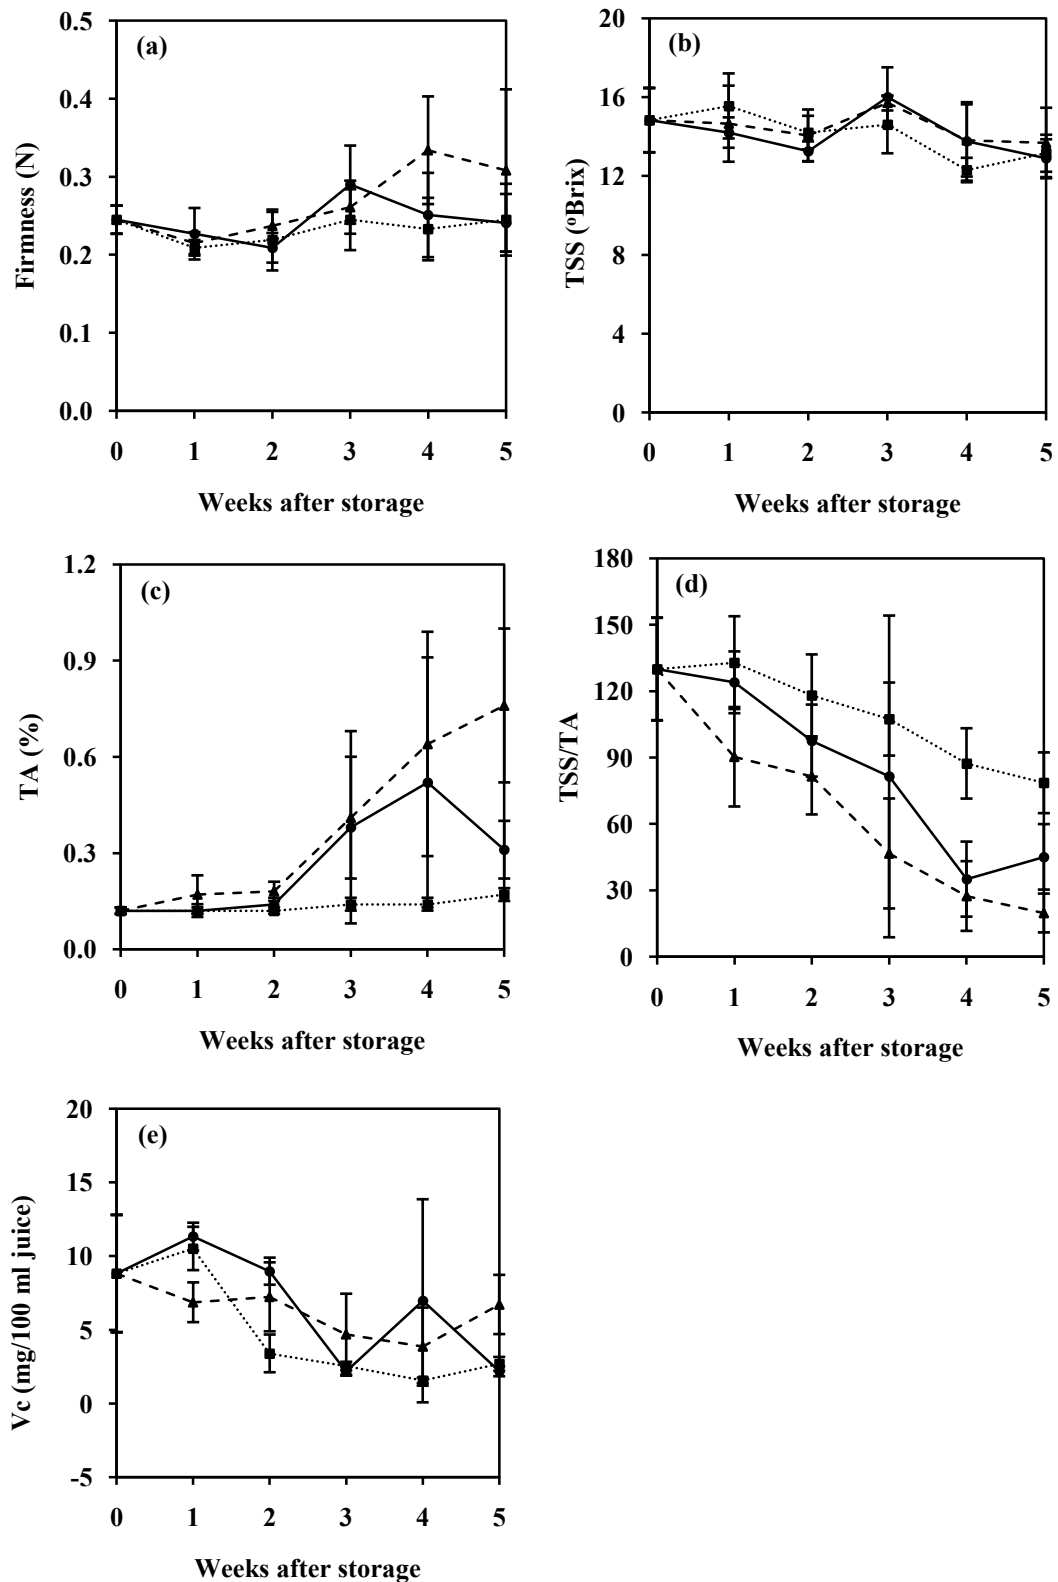 (a)
Firmness (N)
0.5
0.4
0.3
0.2
0.1
0.0
0 1 2 3 4 5
Weeks after storage
(b)
TSS (ºBrix)
20
16
12
8
4
0
0 1 2 3 4 5
Weeks after storage
(c)
TA (%)
1.2
0.9
0.6
0.3
0.0
0 1 2 3 4 5
Weeks after storage
(d)
TSS/TA
180
150
120
90
60
30
0
0 1 2 3 4 5
Weeks after storage
(e)
Vc (mg/100 ml juice)
20
15
10
5
0
-5
0 1 2 3 4 5
Weeks after storage